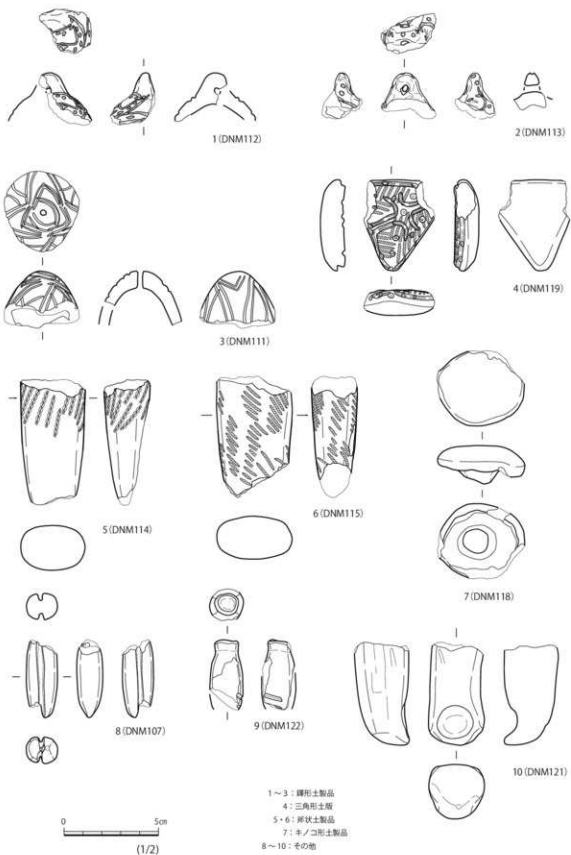 1(DNM112)
2(DNM113)
3(DNM111)
4(DNM119)
5(DNM114)
6(DNM115)
7(DNM118)
8(DNM107)
9(DNM122)
10(DNM121)
0 5cm
(1/2)
1～3：鐸形土製品
4：三角形土版
5・6：斧状土製品
7：キノコ形土製品
8～10：その他